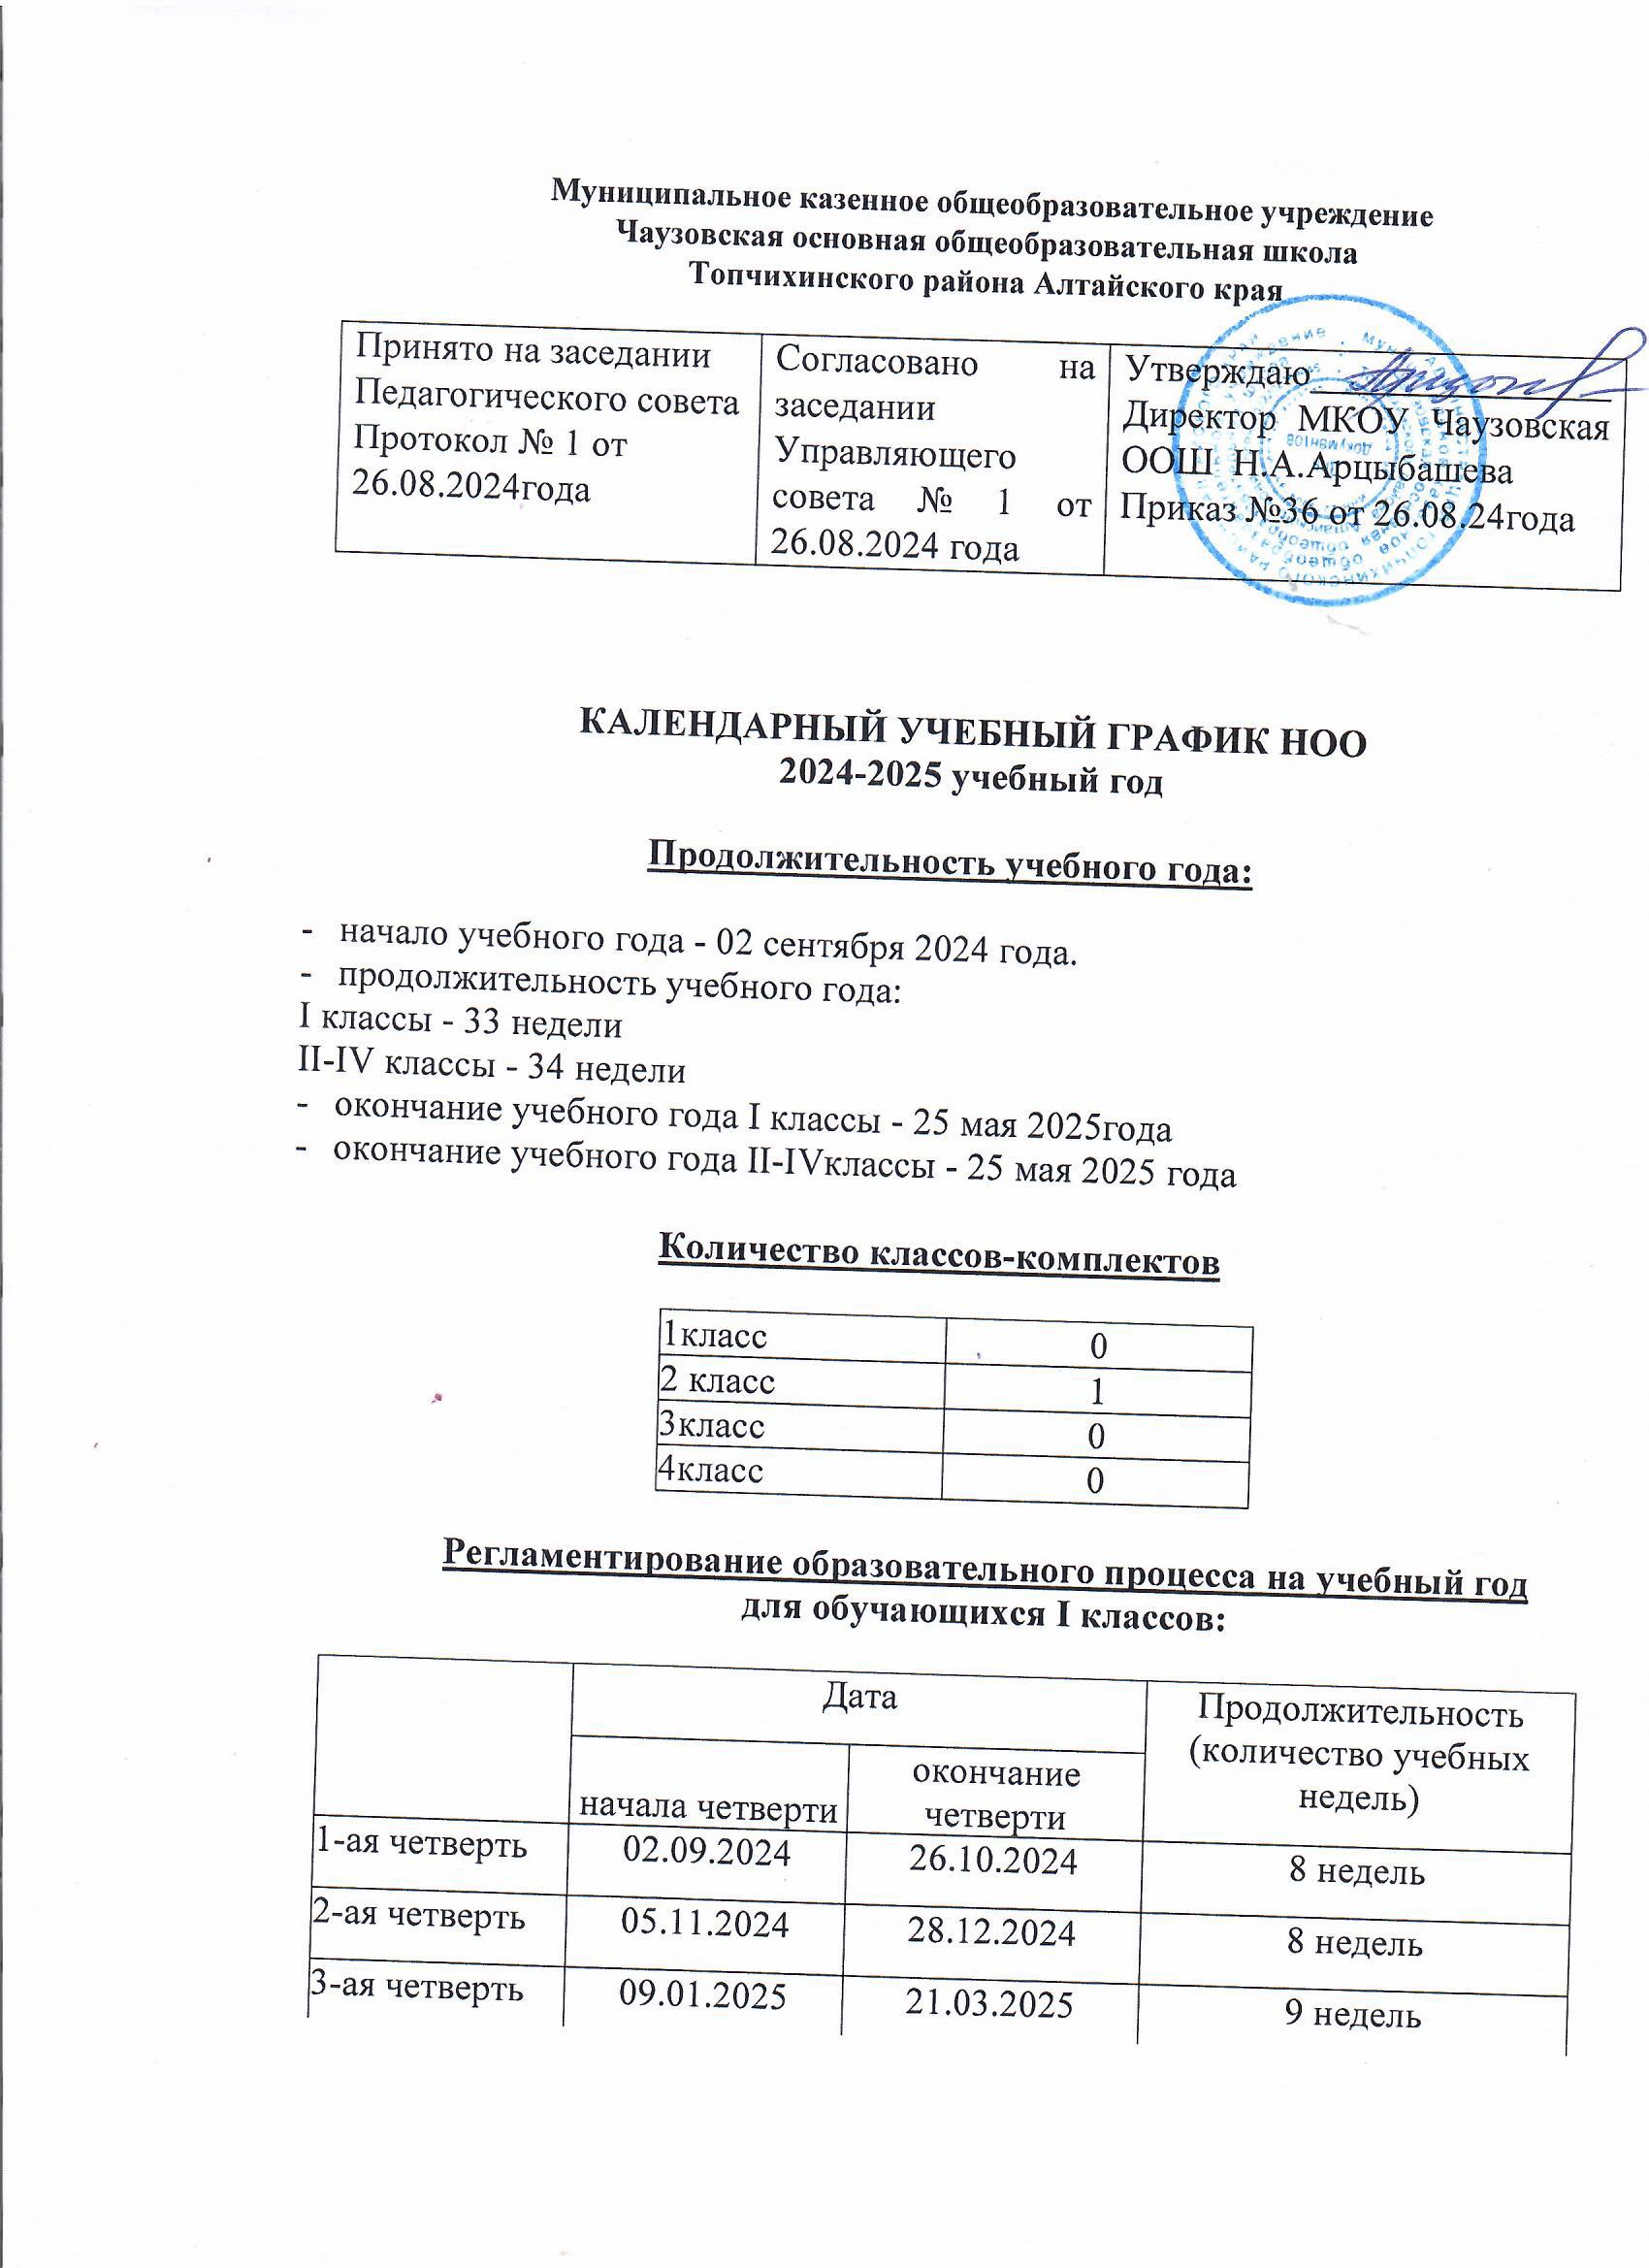 Муниципальное казенное общеобразовательное учреждение
Чаузовская основная общеобразовательная школа
Топчихинского района Алтайского края
Принято на заседании
Педагогического совета
Протокол № 1 от
26.08.2024года
Согласовано на
заседании
Управляющего
совета № 1 от
26.08.2024 года
Утверждаю
Директор МКОУ Чаузовская
ООШ Н.А.Арцыбашева
Приказ №36 от 26.08.24года
КАЛЕНДАРНЫЙ УЧЕБНЫЙ ГРАФИК НОО
2024-2025 учебный год
Продолжительность учебного года:
- начало учебного года - 02 сентября 2024 года.
- продолжительность учебного года:
I классы - 33 недели
II-IV классы - 34 недели
- окончание учебного года I классы - 25 мая 2025года
- окончание учебного года II-IVклассы - 25 мая 2025 года
Количество классов-комплектов
1класс 0
2 класс 1
3класс 0
4класс 0
Регламентирование образовательного процесса на учебный год
для обучающихся I классов:
Дата
Продолжительность
(количество учебных
недель)
начала четверти
окончание
четверти
1-ая четверть 02.09.2024 26.10.2024 8 недель
2-ая четверть 05.11.2024 28.12.2024 8 недель
3-ая четверть 09.01.2025 21.03.2025 9 недель